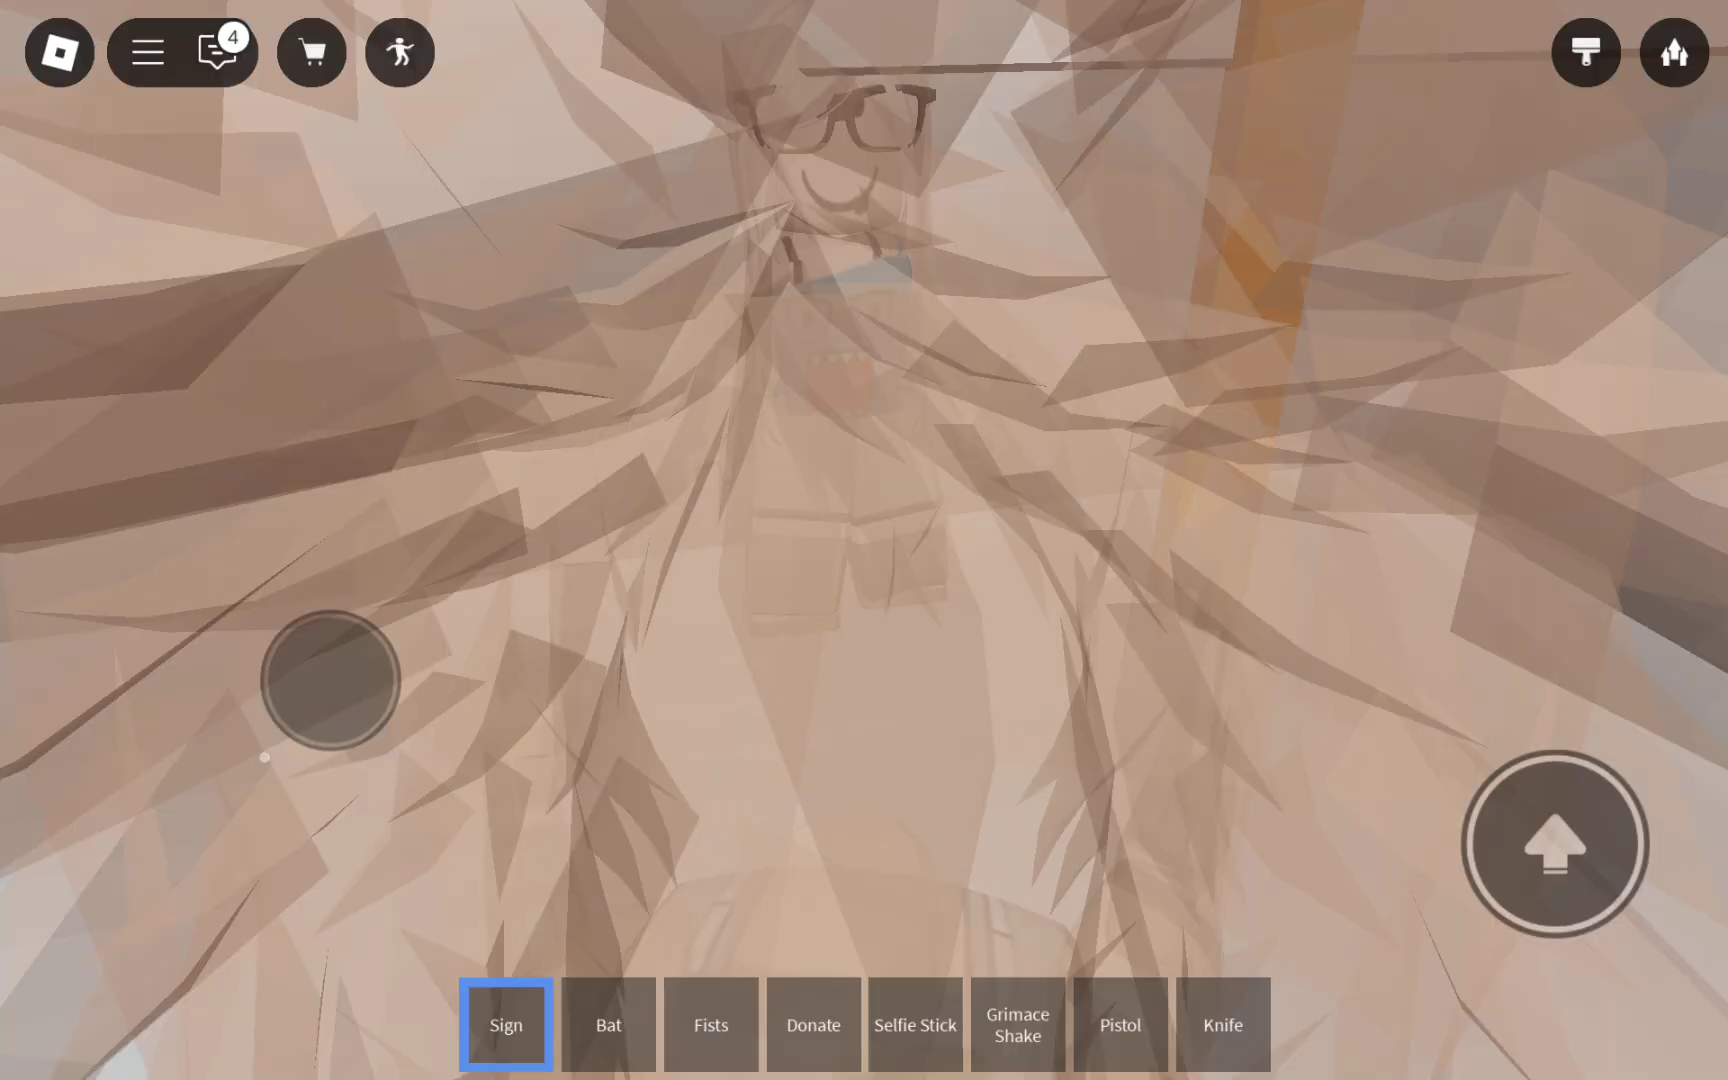 4
Sign
Bat
Fists
Donate
Selfie Stick
Grimace
Shake
Pistol
Knife